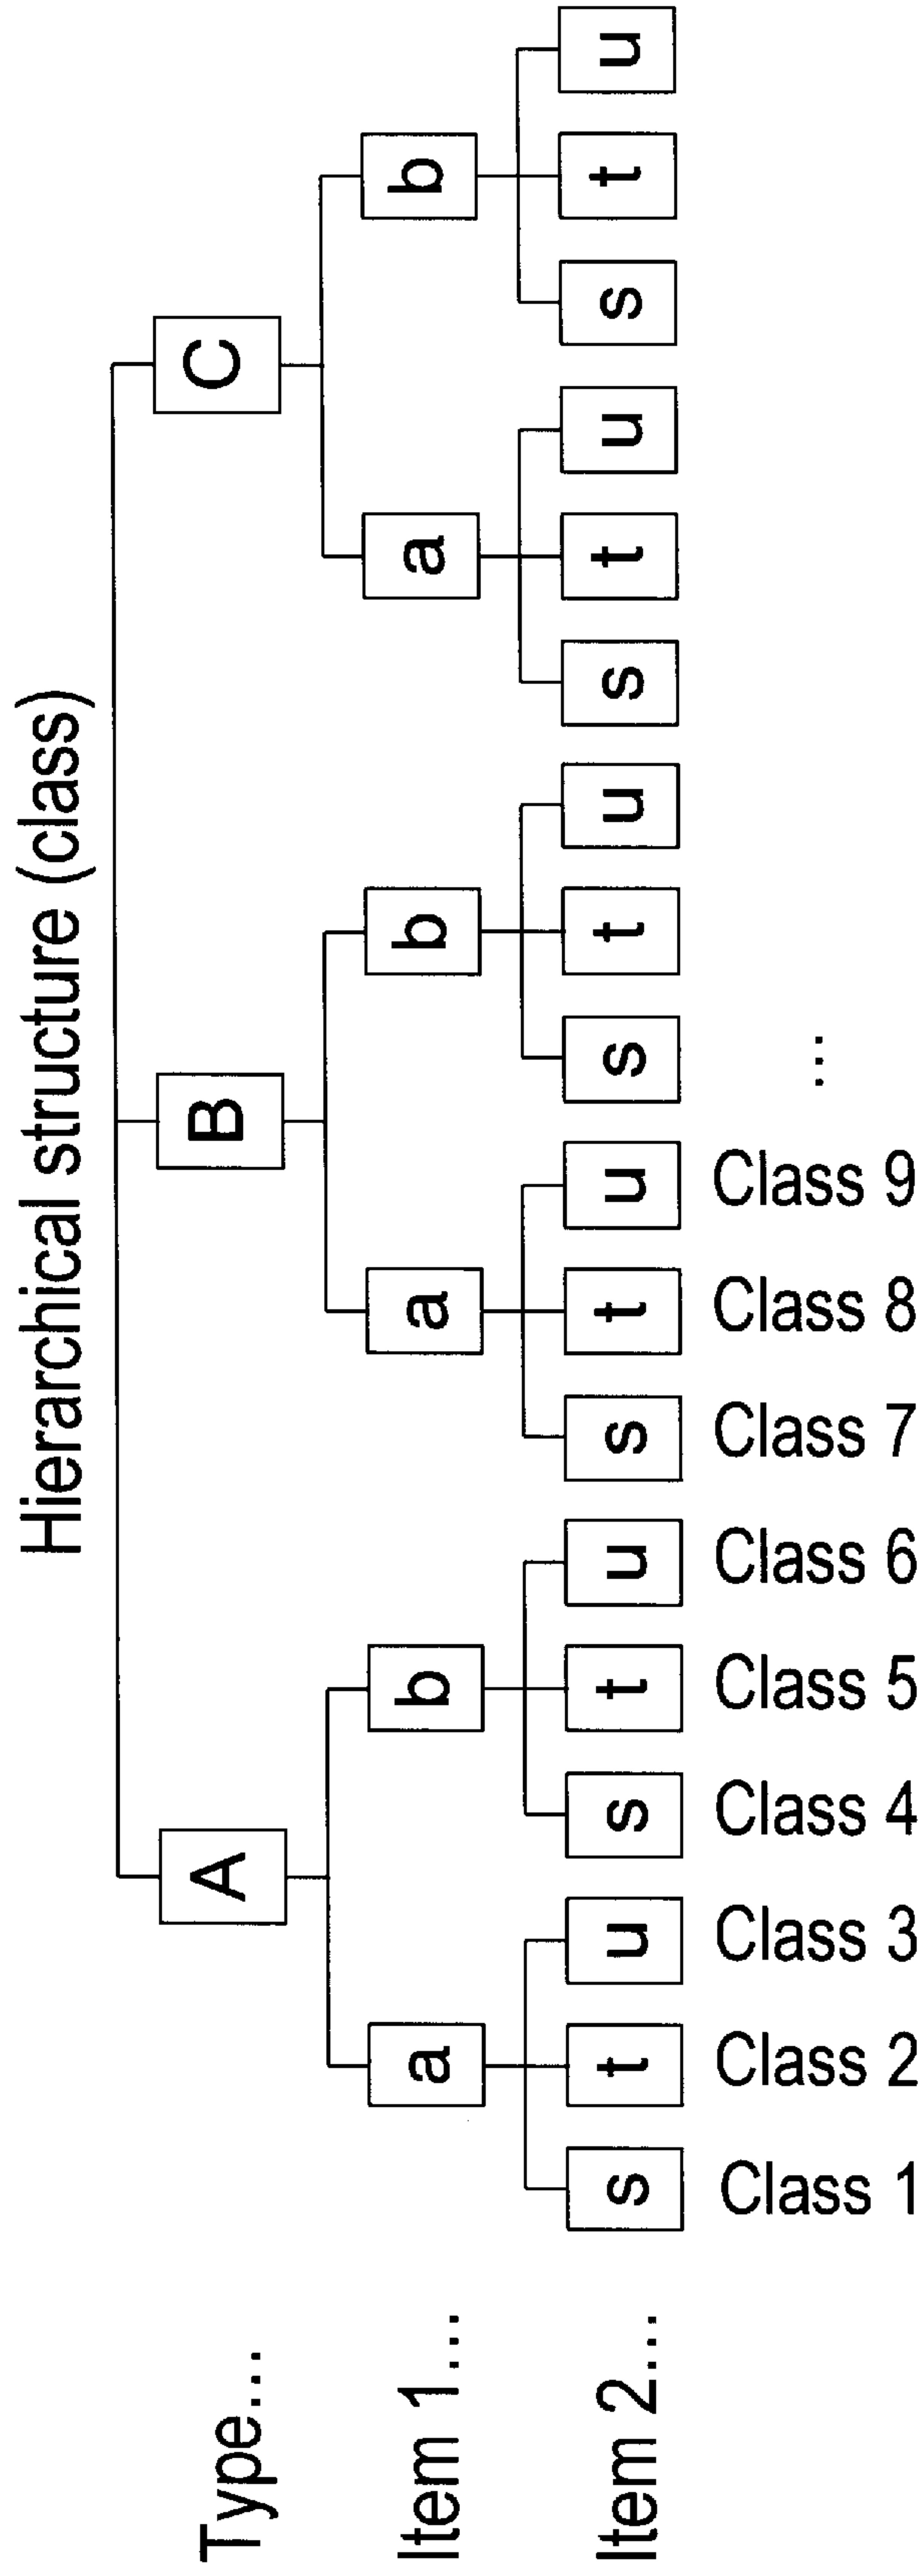 Hierarchical structure (class)
Type... A B C
Item 1... a b a b a b
Item 2... s t u s t u s t u s t u s t u s t u
Class 1 Class 2 Class 3 Class 4 Class 5 Class 6 Class 7 Class 8 Class 9 ...